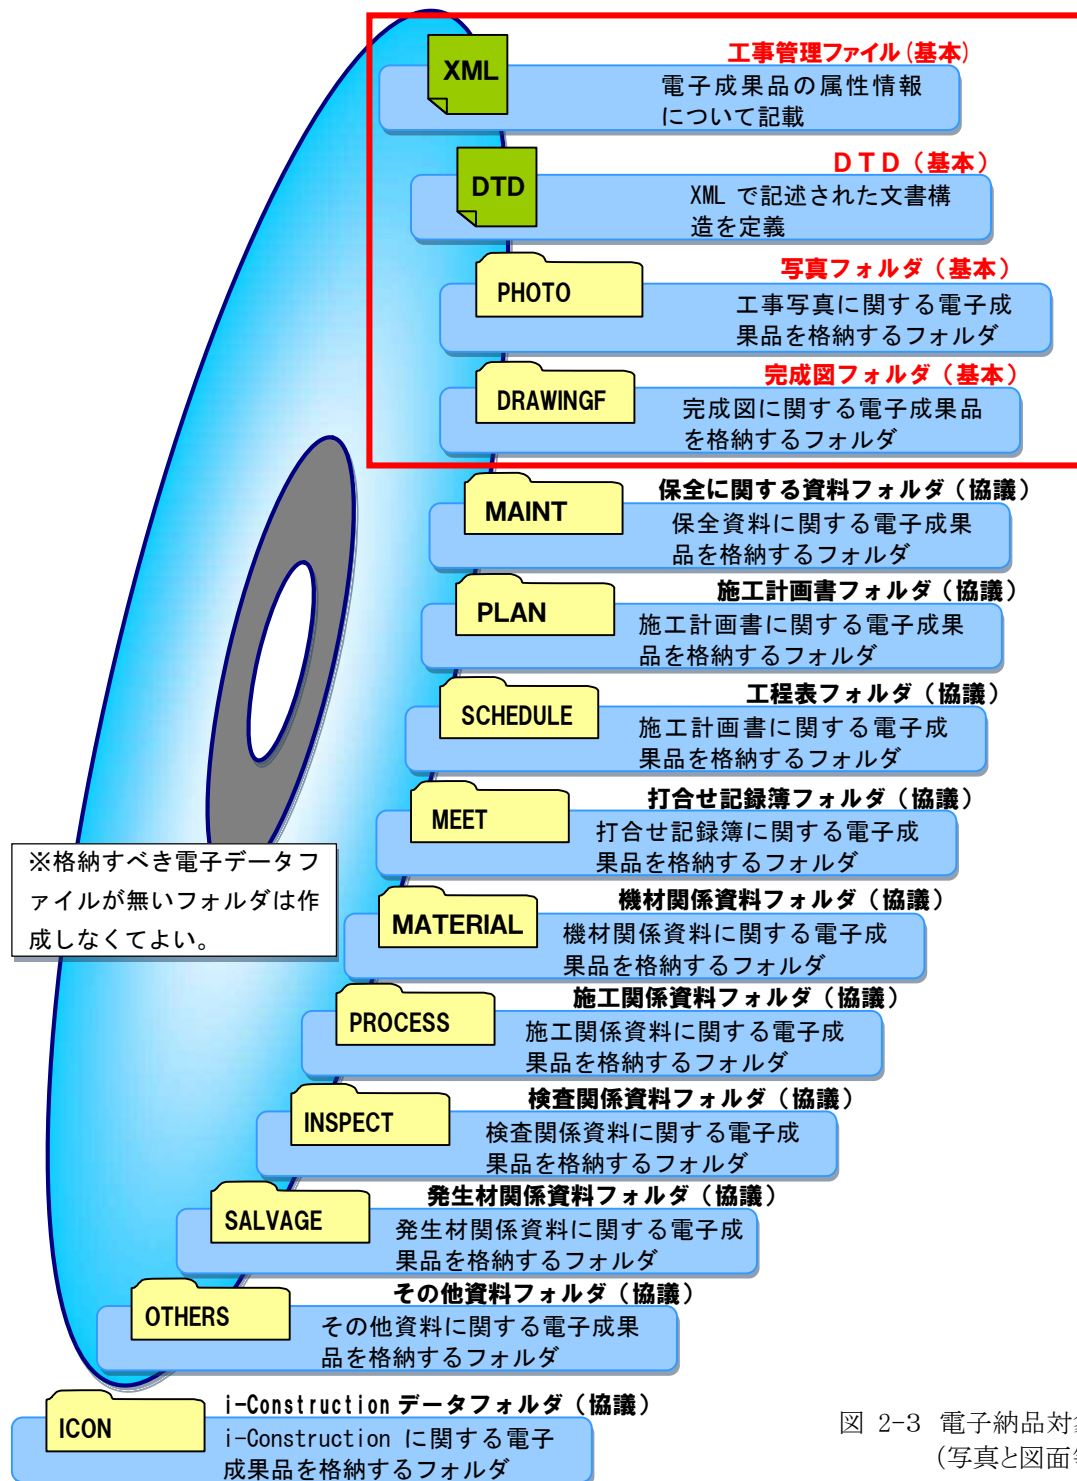 XML
工事管理ファイル(基本)
電子成果品の属性情報
について記載
DTD
DTD(基本)
XML で記述された文書構
造を定義
PHOTO
写真フォルダ(基本)
工事写真に関する電子成
果品を格納するフォルダ
DRAWINGF
完成図フォルダ(基本)
完成図に関する電子成果品
を格納するフォルダ
MAINT
保全に関する資料フォルダ(協議)
保全資料に関する電子成果
品を格納するフォルダ
PLAN
施工計画書フォルダ(協議)
施工計画書に関する電子成果
品を格納するフォルダ
SCHEDULE
工程表フォルダ(協議)
施工計画書に関する電子成
果品を格納するフォルダ
MEET
打合せ記録簿フォルダ(協議)
打合せ記録簿に関する電子成
果品を格納するフォルダ
※格納すべき電子データフ
ァイルが無いフォルダは作
成しなくてよい。
MATERIAL
機材関係資料フォルダ(協議)
機材関係資料に関する電子成
果品を格納するフォルダ
PROCESS
施工関係資料フォルダ(協議)
施工関係資料に関する電子成
果品を格納するフォルダ
INSPECT
検査関係資料フォルダ(協議)
検査関係資料に関する電子成
果品を格納するフォルダ
SALVAGE
発生材関係資料フォルダ(協議)
発生材関係資料に関する電子成
果品を格納するフォルダ
OTHERS
その他資料フォルダ(協議)
その他資料に関する電子成果
品を格納するフォルダ
ICON
i-Construction データフォルダ(協議)
i-Construction に関する電子
成果品を格納するフォルダ
図 2-3 電子納品対
(写真と図面